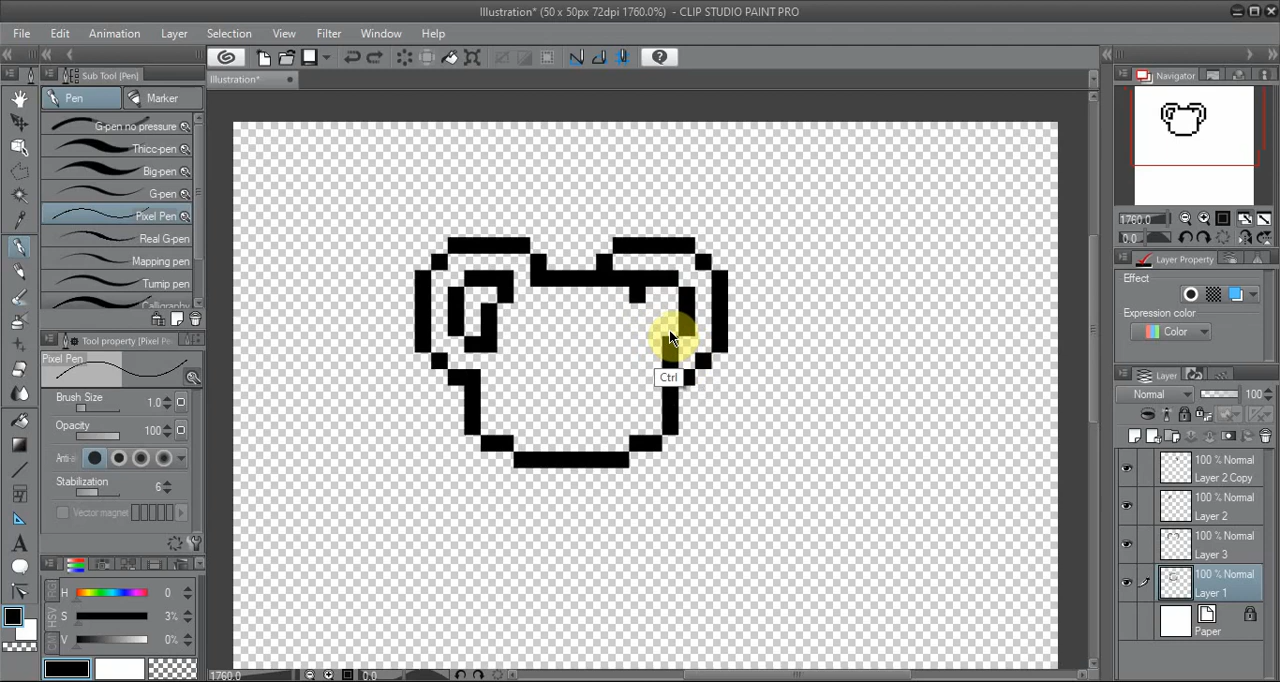 Illustration* (50 x 50px 72dpi 1760.0%) - CLIP STUDIO PAINT PRO
File Edit Animation Layer Selection View Filter Window Help
Sub Tool [Pen]
Illustration*
Navigator
Pen Marker
G-pen no pressure
Thicc-pen
Big-pen
G-pen
Pixel Pen
Real G-pen
Mapping pen
Turnip pen
Calligraphy
1760.0
0.0
Layer Property
Effect
Expression color
Color
Tool property [Pixel Pen
Pixel Pen
Brush Size 1.0
Opacity 100
Anti-a
Stabilization 6
Vector magnet
Ctrl
Layer
Normal 100
100 % Normal
Layer 2 Copy
100 % Normal
Layer 2
100 % Normal
Layer 3
100 % Normal
Layer 1
Paper
H 0
S 3%
V 0%
1760.0 0.0